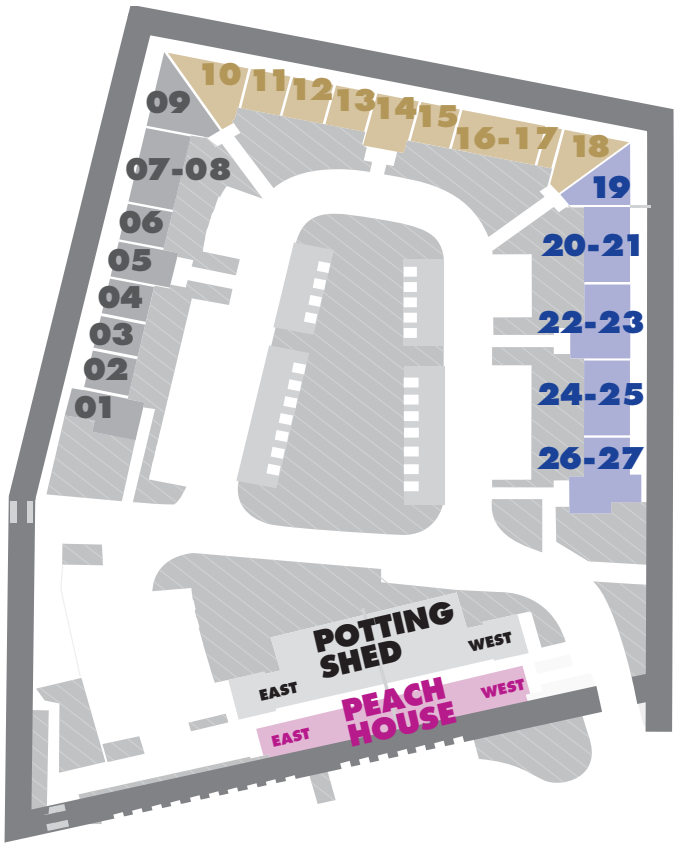 10
11
12
13
14
15
16-17
18
09
07-08
19
06
20-21
05
04
22-23
03
02
24-25
01
26-27
POTTING
SHED
WEST
EAST
PEACH
HOUSE
WEST
EAST